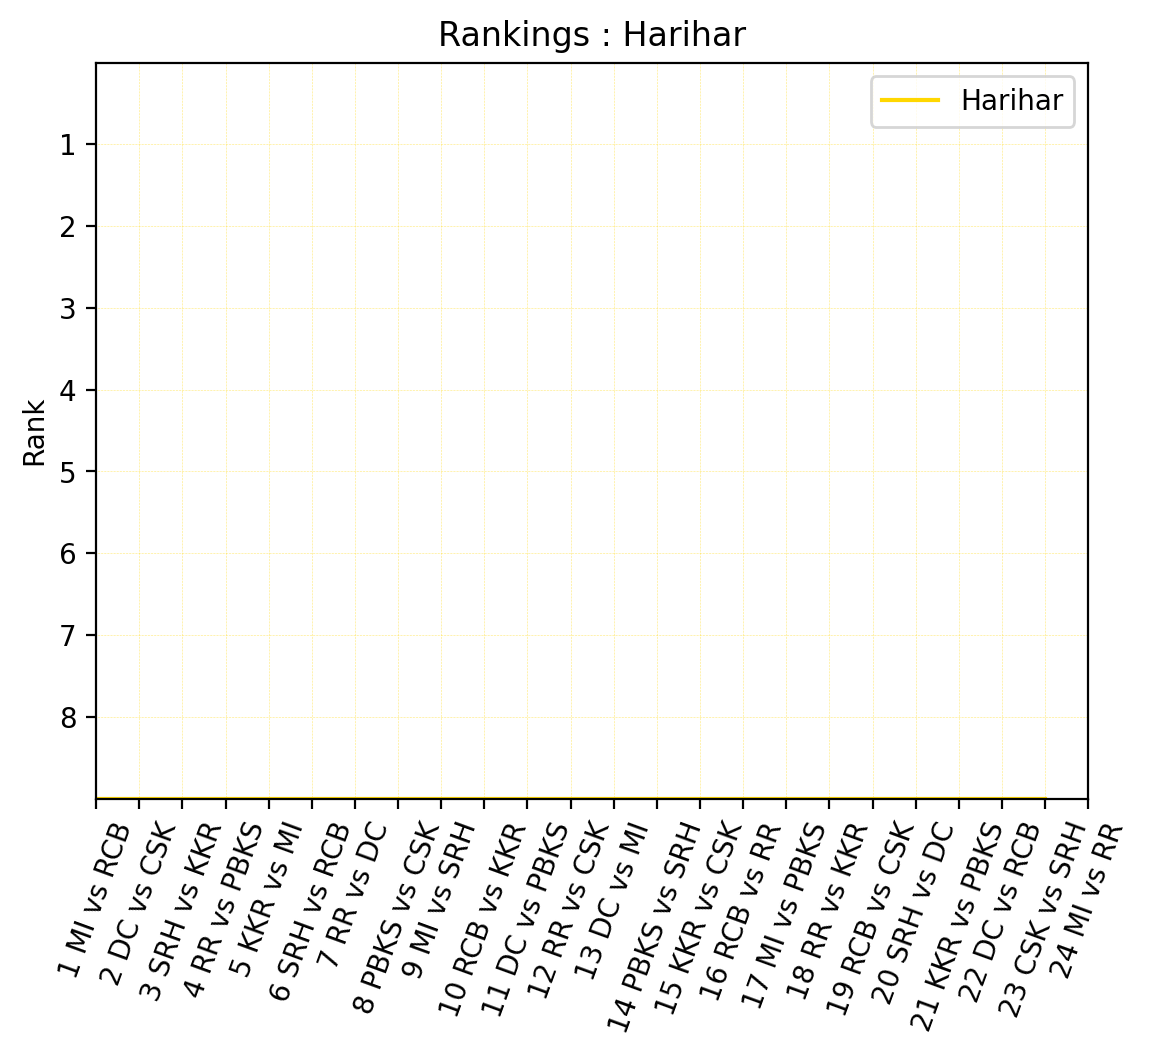 Rankings : Harihar
Harihar
Rank
1
2
3
4
5
6
7
8
1 MI vs RCB
2 DC vs CSK
3 SRH vs KKR
4 RR vs PBKS
5 KKR vs MI
6 SRH vs RCB
7 RR vs DC
8 PBKS vs CSK
9 MI vs SRH
10 RCB vs KKR
11 DC vs PBKS
12 RR vs CSK
13 DC vs MI
14 PBKS vs SRH
15 KKR vs CSK
16 RCB vs RR
17 MI vs PBKS
18 RR vs KKR
19 RCB vs CSK
20 SRH vs DC
21 KKR vs PBKS
22 DC vs RCB
23 CSK vs SRH
24 MI vs RR